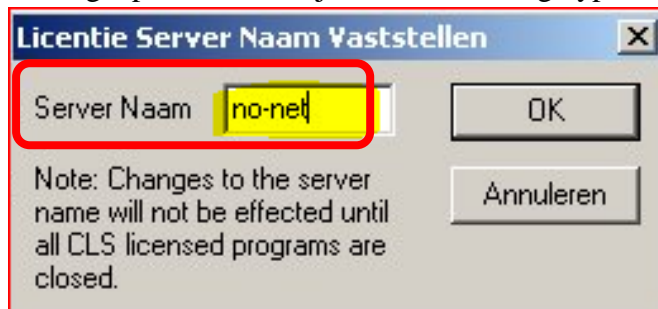 Licentie Server Naam Vaststellen
Server Naam no-net
OK
Note: Changes to the server
name will not be effected until
all CLS licensed programs are
closed.
Annuleren